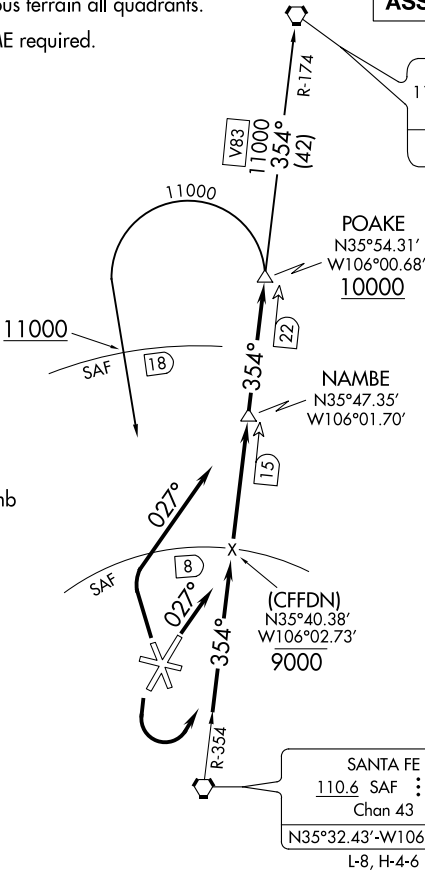 ous terrain all quadrants.
ASS
ME required.
R-174
11
V83
11000
354°
(42)
11000
POAKE
N35°54.31'
W106°00.68'
10000
22
11000
SAF
18
354°
NAMBE
N35°47.35'
W106°01.70'
15
mb
027°
SAF
8
X
027°
(CFFDN)
N35°40.38'
W106°02.73'
9000
354°
R-354
SANTA FE
110.6 SAF
Chan 43
N35°32.43'-W106
L-8, H-4-6